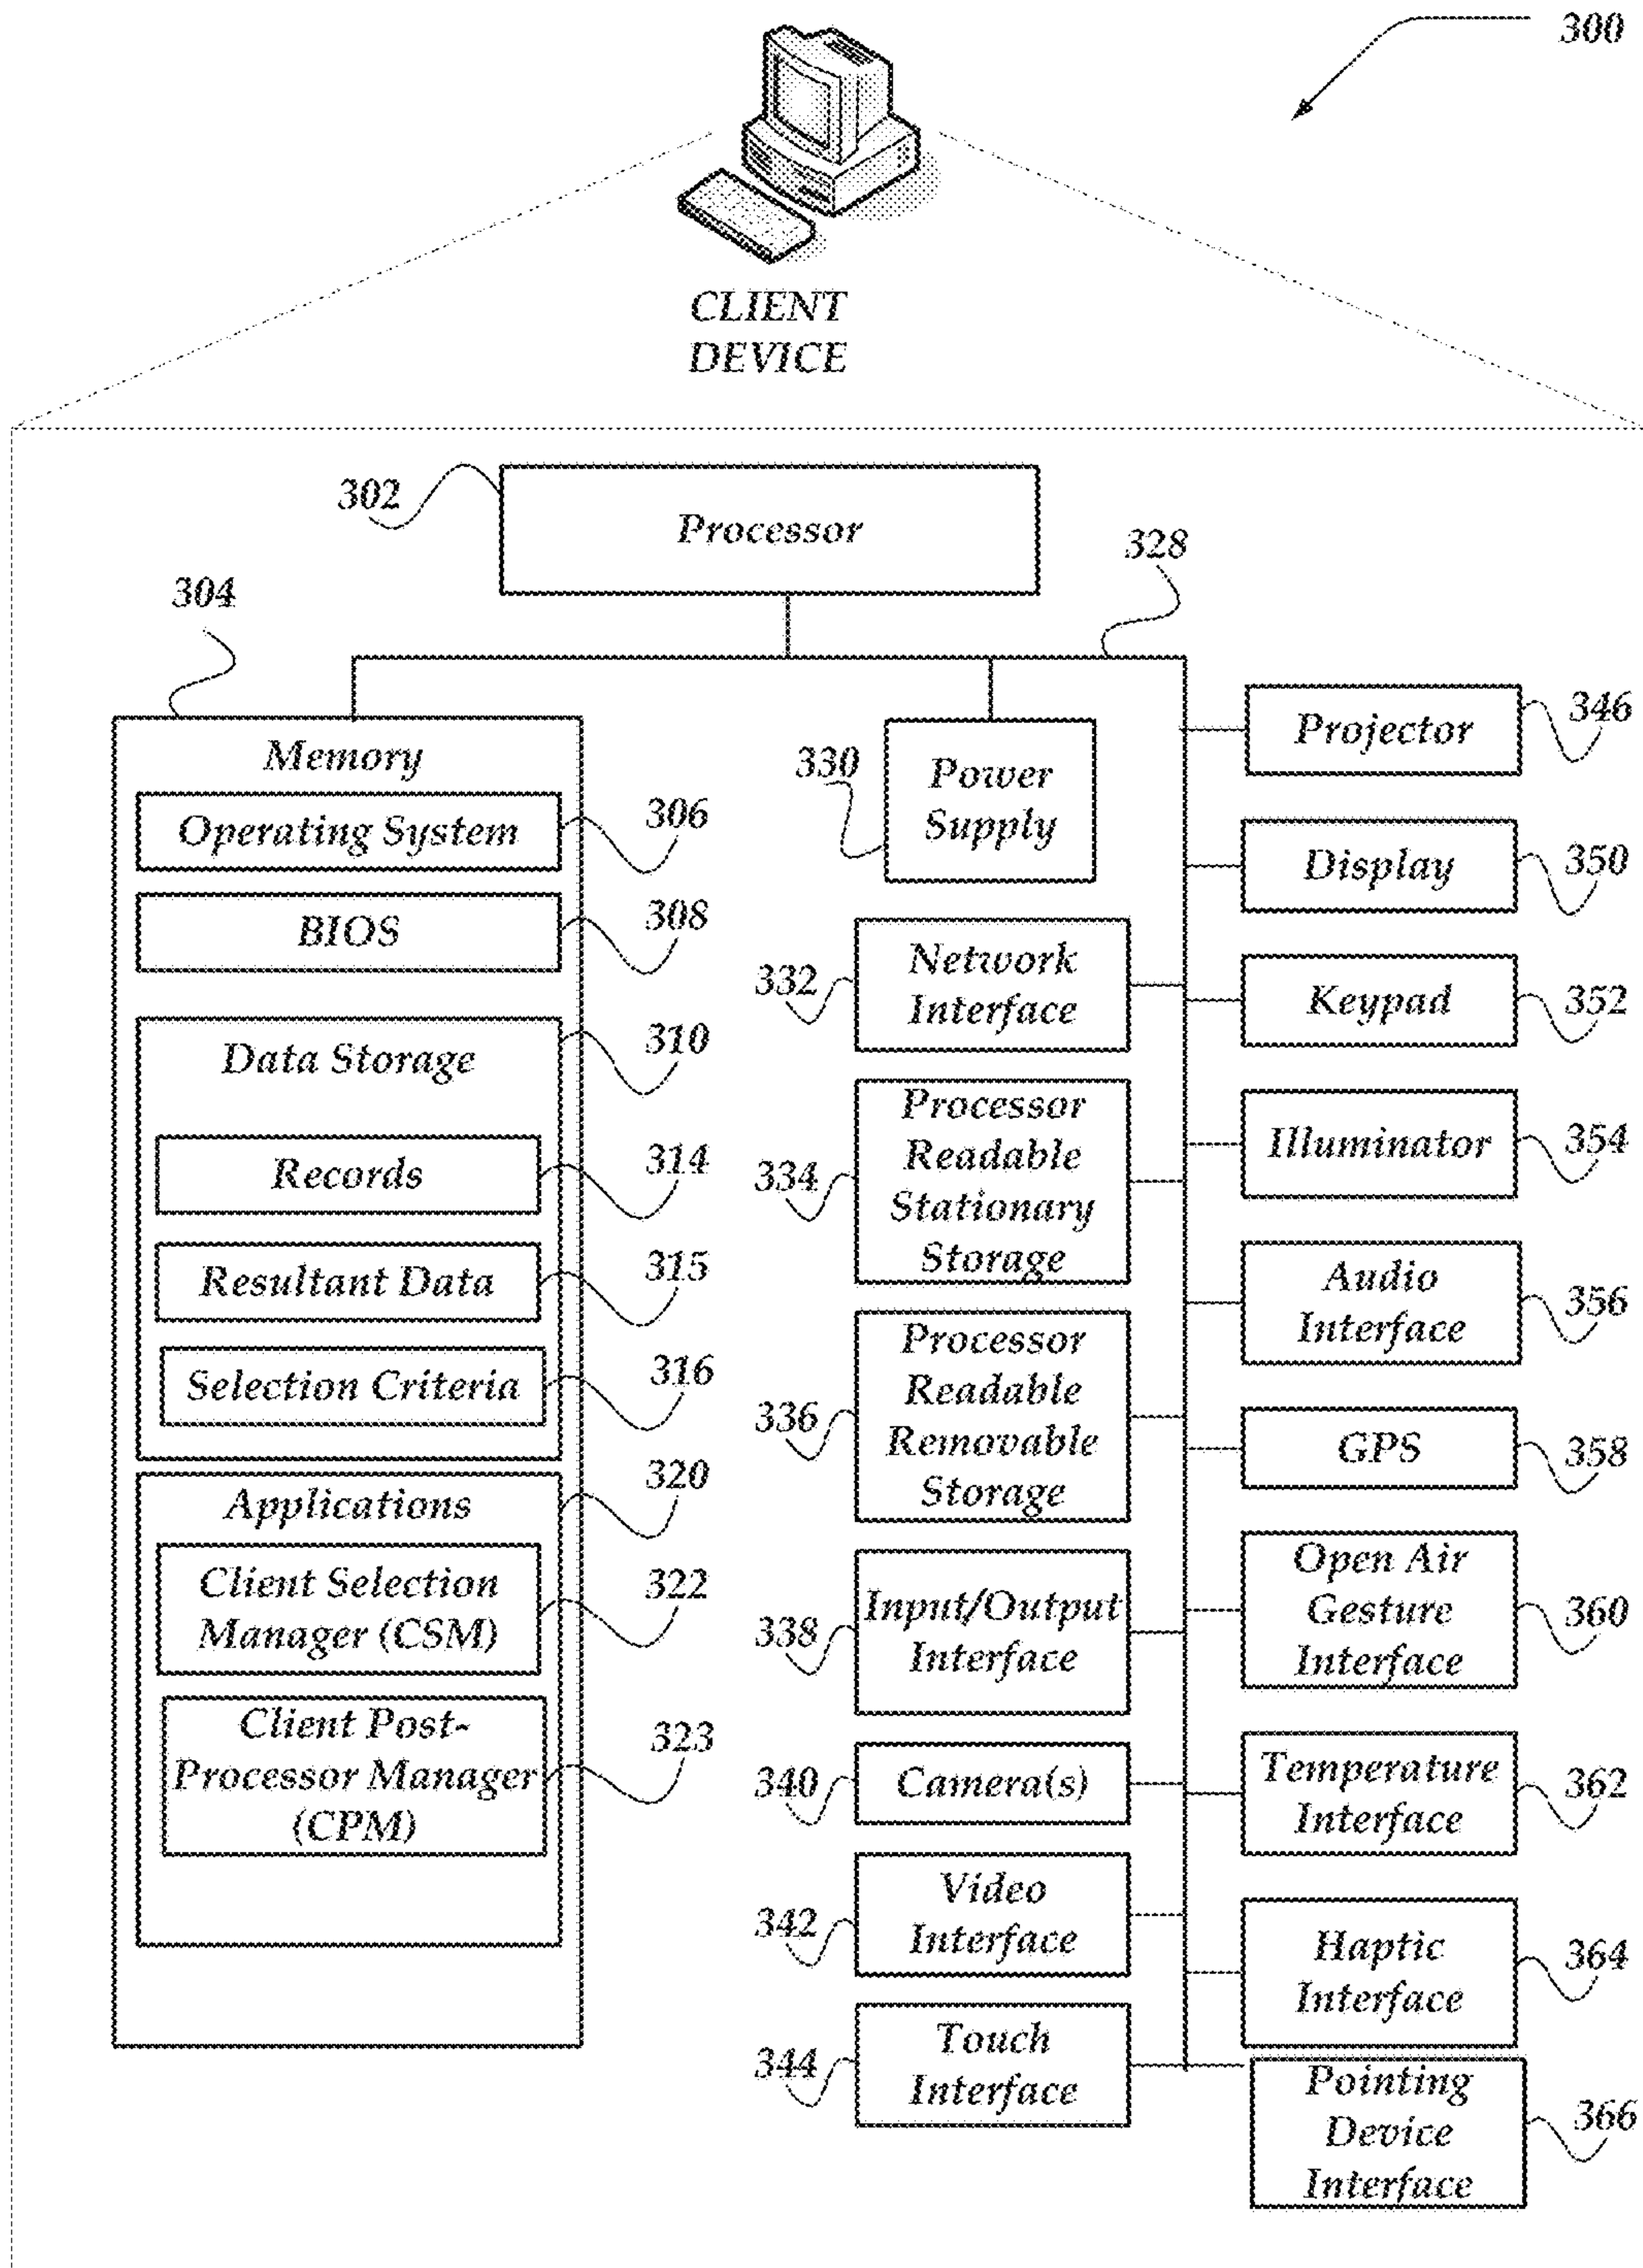 300
CLIENT
DEVICE
302
Processor
328
304
Memory
Operating System
306
BIOS
308
Data Storage
310
Records
314
Resultant Data
315
Selection Criteria
316
Applications
320
Client Selection
Manager (CSM)
322
Client Post-
Processor Manager
(CPM)
323
330
Power
Supply
332
Network
Interface
334
Processor
Readable
Stationary
Storage
336
Processor
Readable
Removable
Storage
338
Input/Output
Interface
340
Camera(s)
342
Video
Interface
344
Touch
Interface
Projector
346
Display
350
Keypad
352
Illuminator
354
Audio
Interface
356
GPS
358
Open Air
Gesture
Interface
360
Temperature
Interface
362
Haptic
Interface
364
Pointing
Device
Interface
366